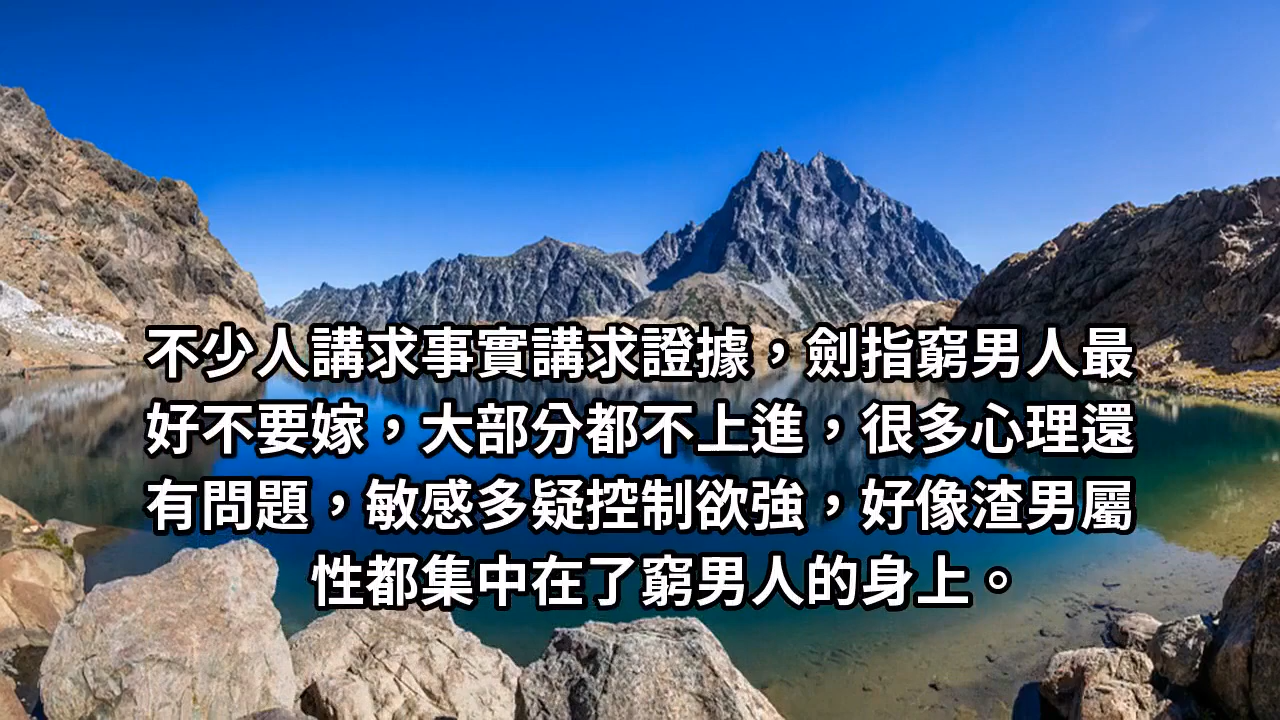 不少人講求事實講求證據，劍指窮男人最
好不要嫁，大部分都不上進，很多心理還
有問題，敏感多疑控制欲強，好像渣男屬
性都集中在了窮男人的身上。